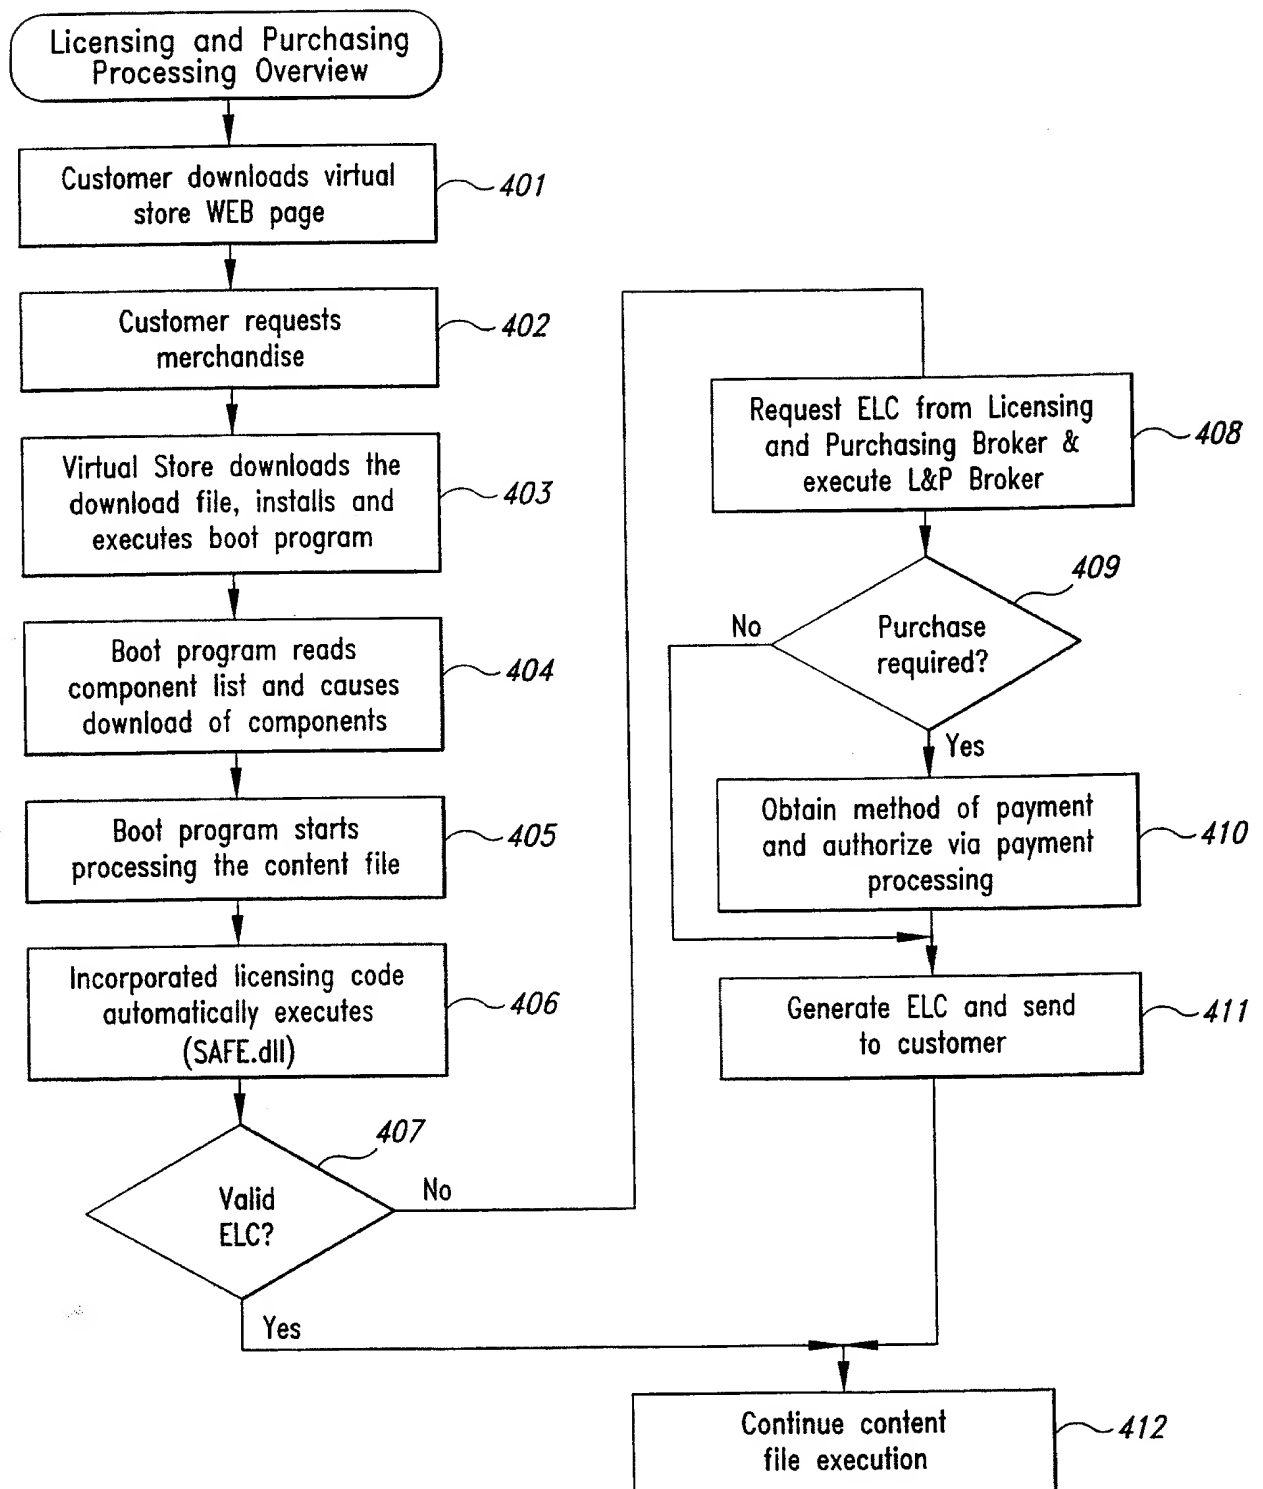 Licensing and Purchasing
Processing Overview
Customer downloads virtual
store WEB page
401
Customer requests
merchandise
402
Virtual Store downloads the
download file, installs and
executes boot program
403
Boot program reads
component list and causes
download of components
404
Boot program starts
processing the content file
405
Incorporated licensing code
automatically executes
(SAFE.dll)
406
407
Valid
ELC?
No
Yes
Request ELC from Licensing
and Purchasing Broker &
execute L&P Broker
408
409
Purchase
required?
No
Yes
Obtain method of payment
and authorize via payment
processing
410
Generate ELC and send
to customer
411
Continue content
file execution
412